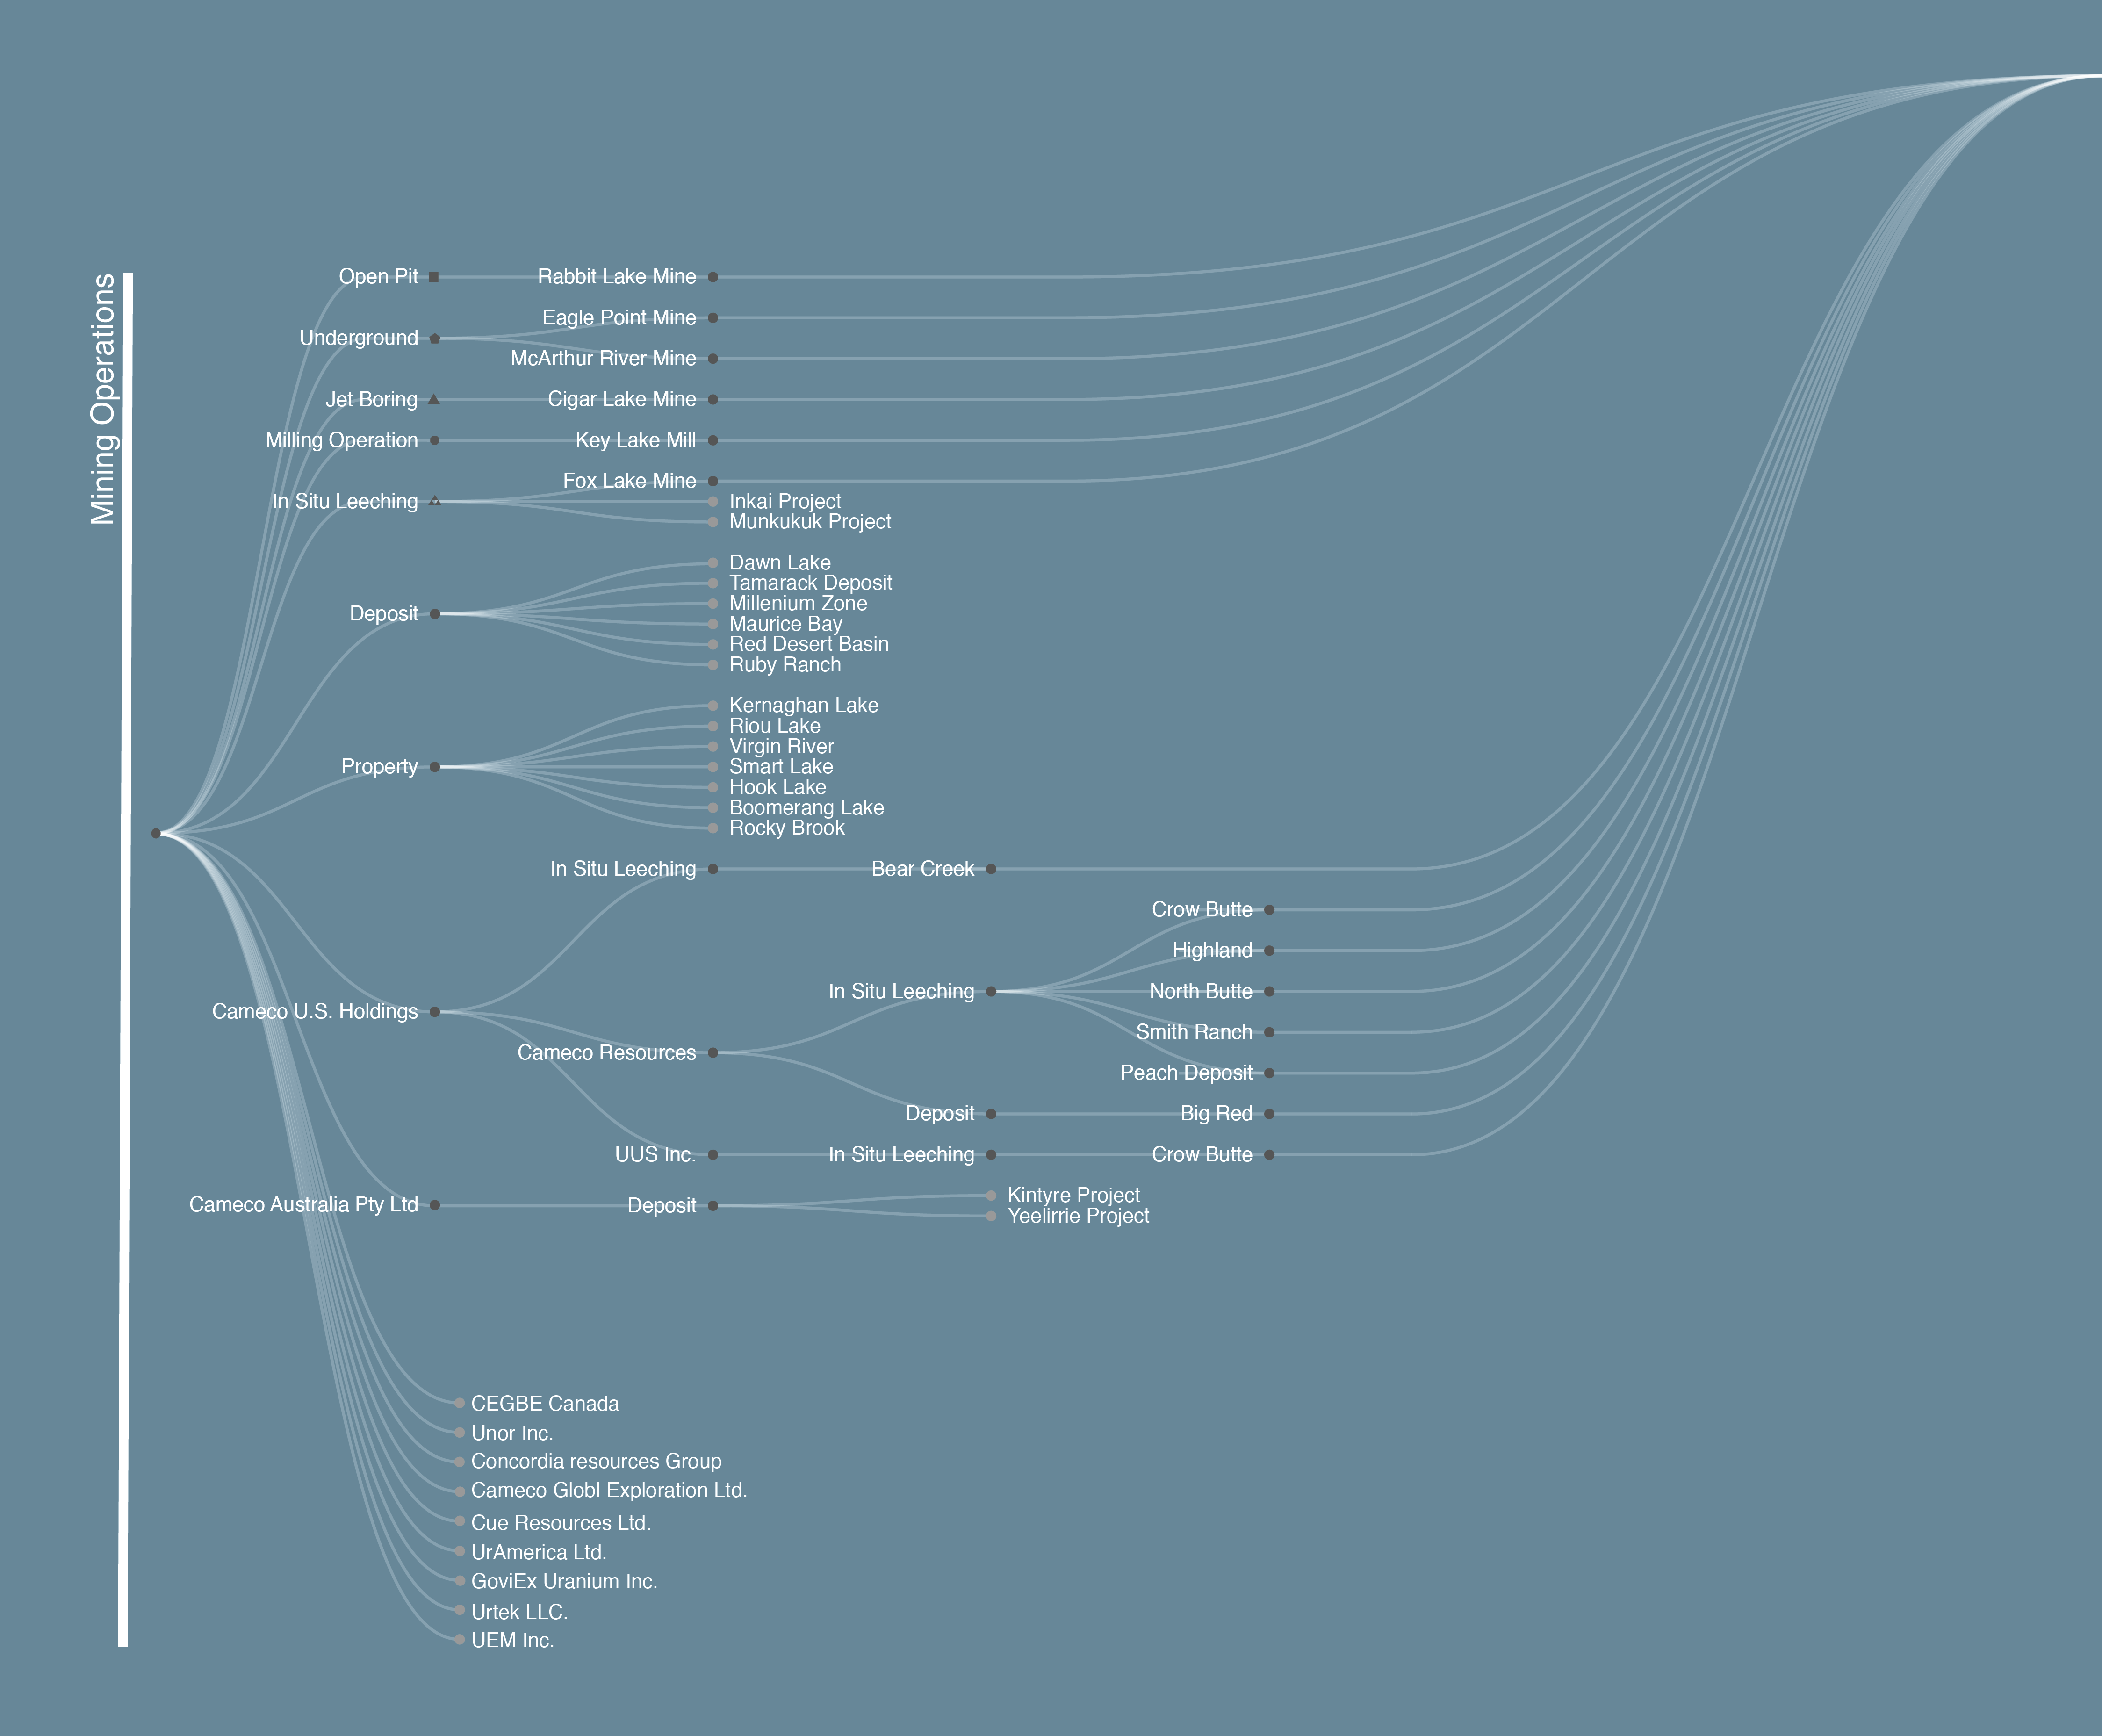 Mining Operations
Open Pit
Rabbit Lake Mine
Eagle Point Mine
Underground
McArthur River Mine
Jet Boring
Cigar Lake Mine
Milling Operation
Key Lake Mill
Fox Lake Mine
In Situ Leeching
Inkai Project
Munkukuk Project
Dawn Lake
Tamarack Deposit
Millenium Zone
Deposit
Maurice Bay
Red Desert Basin
Ruby Ranch
Kernaghan Lake
Riou Lake
Virgin River
Property
Smart Lake
Hook Lake
Boomerang Lake
Rocky Brook
In Situ Leeching
Bear Creek
Crow Butte
Highland
In Situ Leeching
North Butte
Cameco U.S. Holdings
Smith Ranch
Cameco Resources
Peach Deposit
Deposit
Big Red
UUS Inc.
In Situ Leeching
Crow Butte
Cameco Australia Pty Ltd
Deposit
Kintyre Project
Yeelirrie Project
CEGBE Canada
Unor Inc.
Concordia resources Group
Cameco Globl Exploration Ltd.
Cue Resources Ltd.
UrAmerica Ltd.
GoviEx Uranium Inc.
Urtek LLC.
UEM Inc.